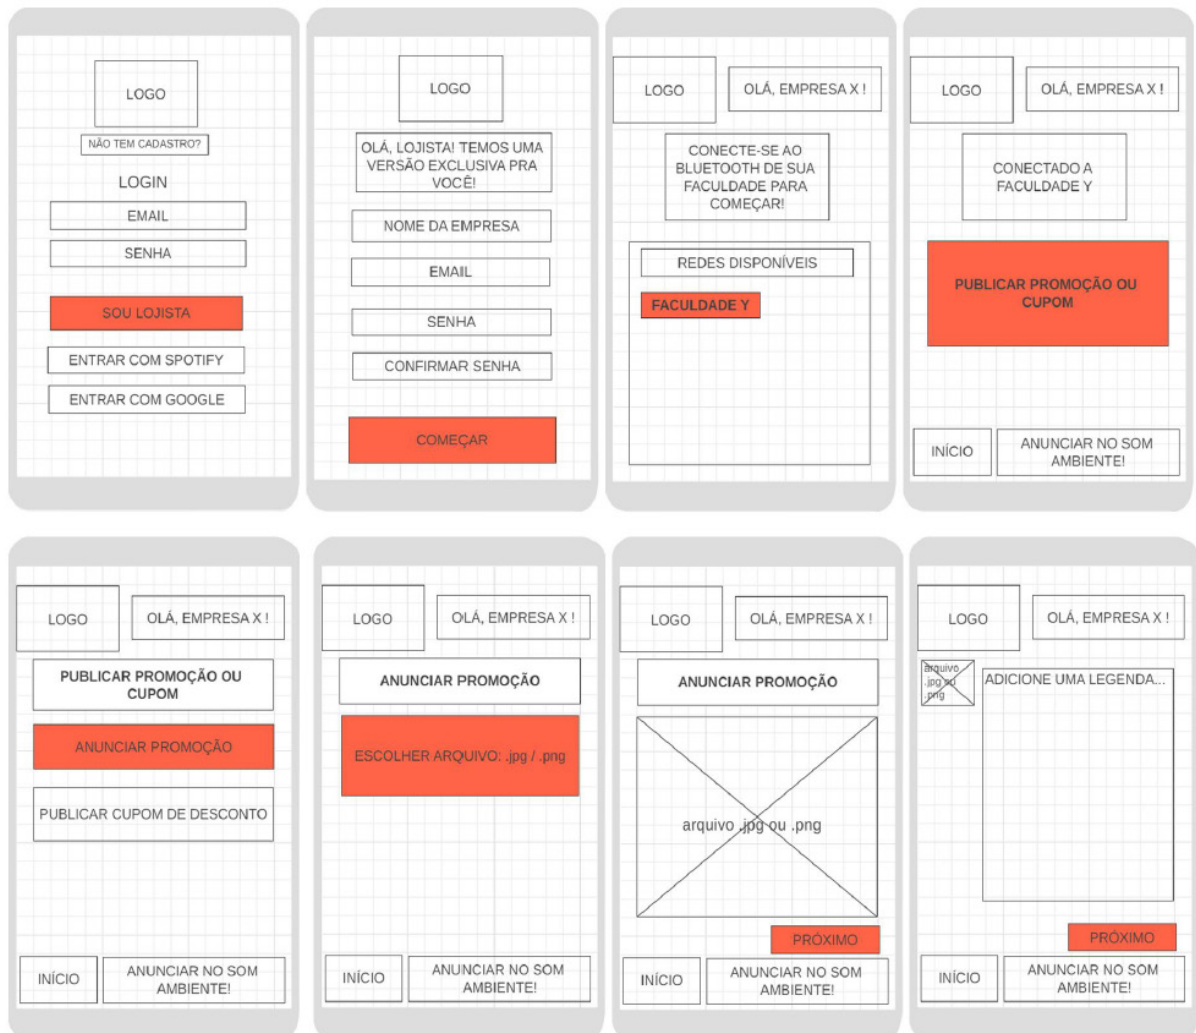 LOGO
NÃO TEM CADASTRO?
LOGIN
EMAIL
SENHA
SOU LOJISTA
ENTRAR COM SPOTIFY
ENTRAR COM GOOGLE
LOGO
OLÁ, LOJISTA! TEMOS UMA
VERSÃO EXCLUSIVA PRA
VOCÊ!
NOME DA EMPRESA
EMAIL
SENHA
CONFIRMAR SENHA
COMEÇAR
LOGO
OLÁ, EMPRESA X !
CONECTE-SE AO
BLUETOOTH DE SUA
FACULDADE PARA
COMEÇAR!
REDES DISPONÍVEIS
FACULDADE Y
LOGO
OLÁ, EMPRESA X !
CONECTADO A
FACULDADE Y
PUBLICAR PROMOÇÃO OU
CUPOM
INÍCIO
ANUNCIAR NO SOM
AMBIENTE!
LOGO
OLÁ, EMPRESA X !
PUBLICAR PROMOÇÃO OU
CUPOM
ANUNCIAR PROMOÇÃO
PUBLICAR CUPOM DE DESCONTO
INÍCIO
ANUNCIAR NO SOM
AMBIENTE!
LOGO
OLÁ, EMPRESA X !
ANUNCIAR PROMOÇÃO
ESCOLHER ARQUIVO: .jpg / .png
INÍCIO
ANUNCIAR NO SOM
AMBIENTE!
LOGO
OLÁ, EMPRESA X !
ANUNCIAR PROMOÇÃO
arquivo .jpg ou .png
PRÓXIMO
INÍCIO
ANUNCIAR NO SOM
AMBIENTE!
LOGO
OLÁ, EMPRESA X !
arquivo
.jpg ou
.png
ADICIONE UMA LEGENDA...
PRÓXIMO
INÍCIO
ANUNCIAR NO SOM
AMBIENTE!